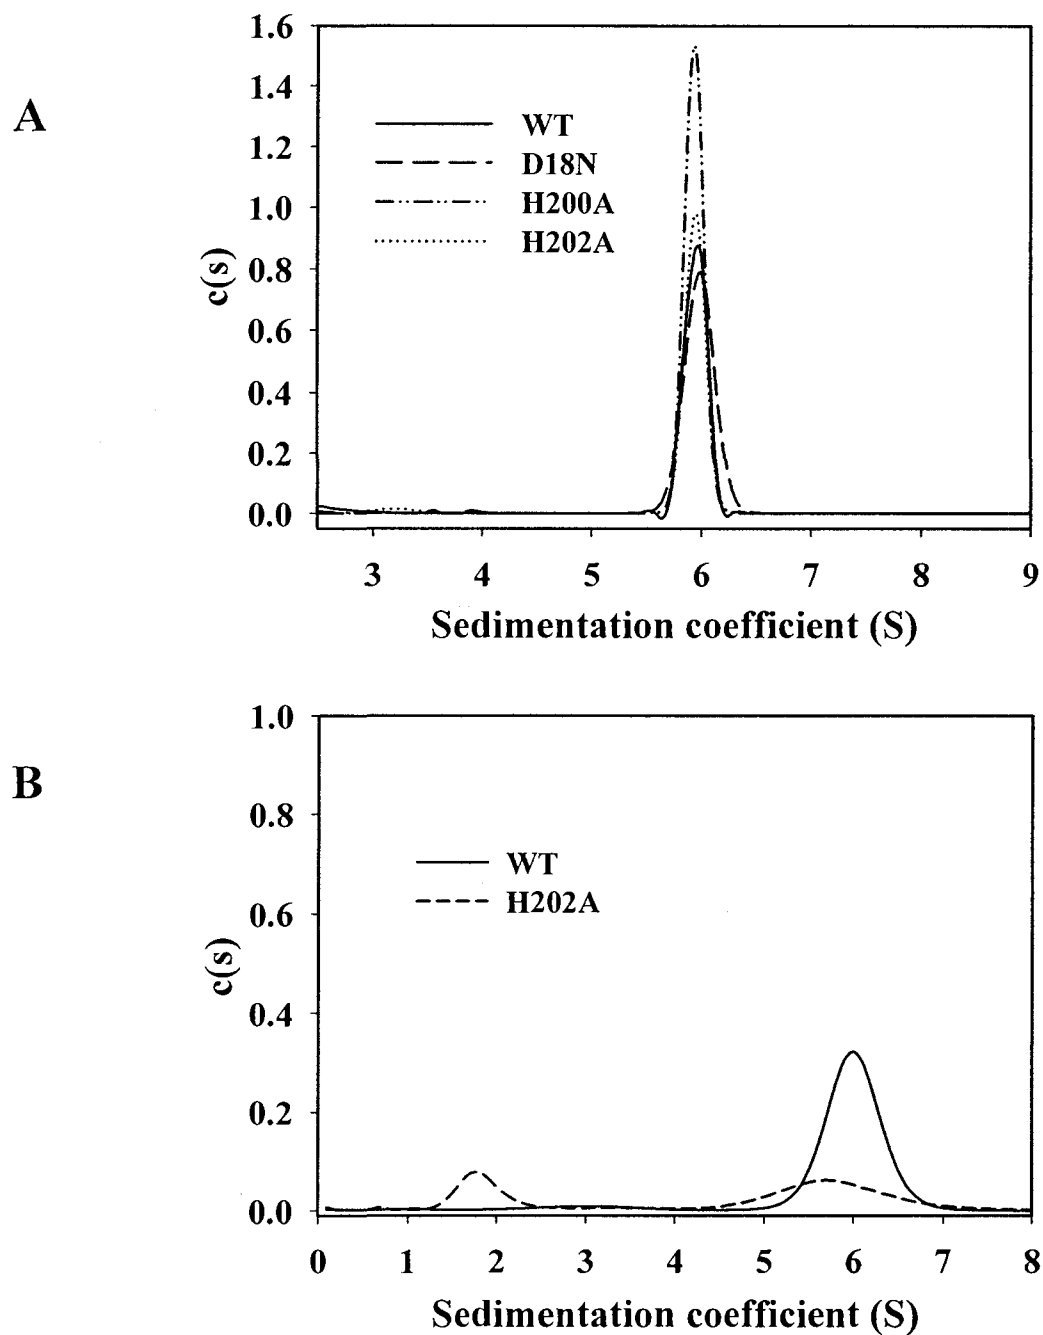 A
1.6
1.4
1.2
1.0
0.8
0.6
0.4
0.2
0.0
c(s)
WT
D18N
H200A
H202A
3 4 5 6 7 8 9
Sedimentation coefficient (S)
B
1.0
0.8
0.6
0.4
0.2
0.0
c(s)
WT
H202A
0 1 2 3 4 5 6 7 8
Sedimentation coefficient (S)